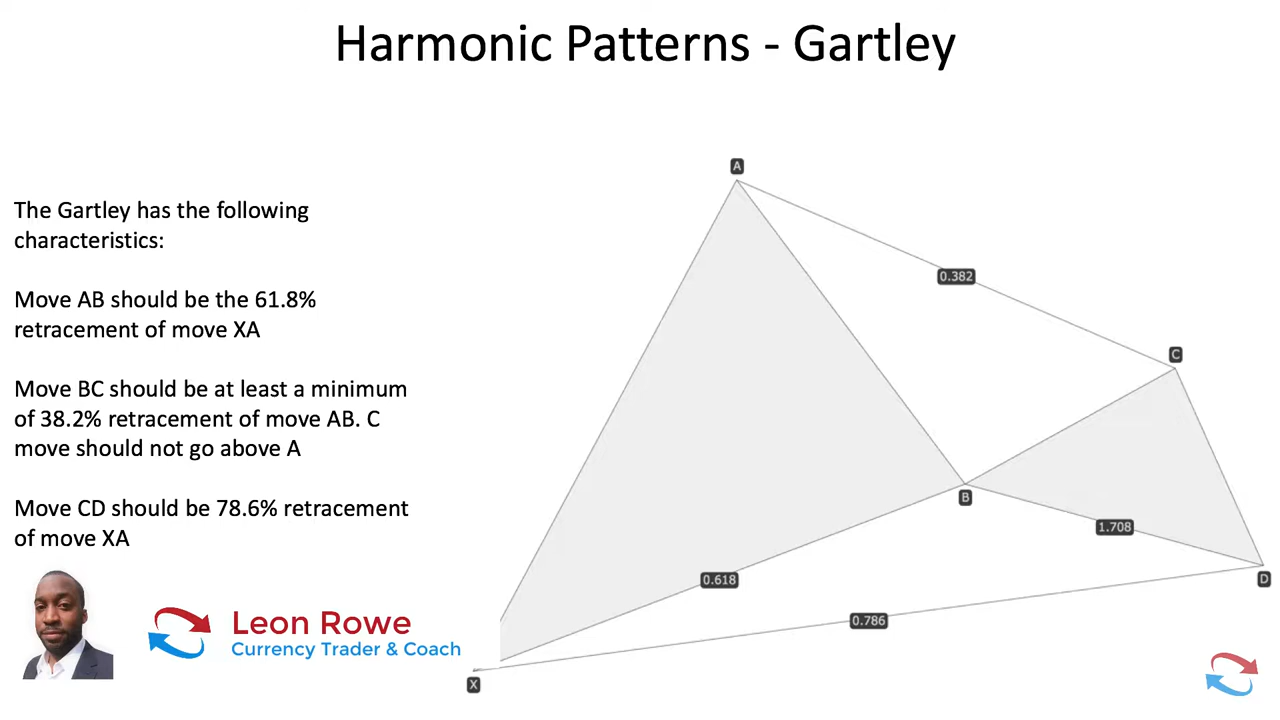 Harmonic Patterns - Gartley
The Gartley has the following
characteristics:
Move AB should be the 61.8%
retracement of move XA
Move BC should be at least a minimum
of 38.2% retracement of move AB. C
move should not go above A
Move CD should be 78.6% retracement
of move XA
Leon Rowe
Currency Trader & Coach
A
0.382
C
B
1.708
D
0.618
0.786
X